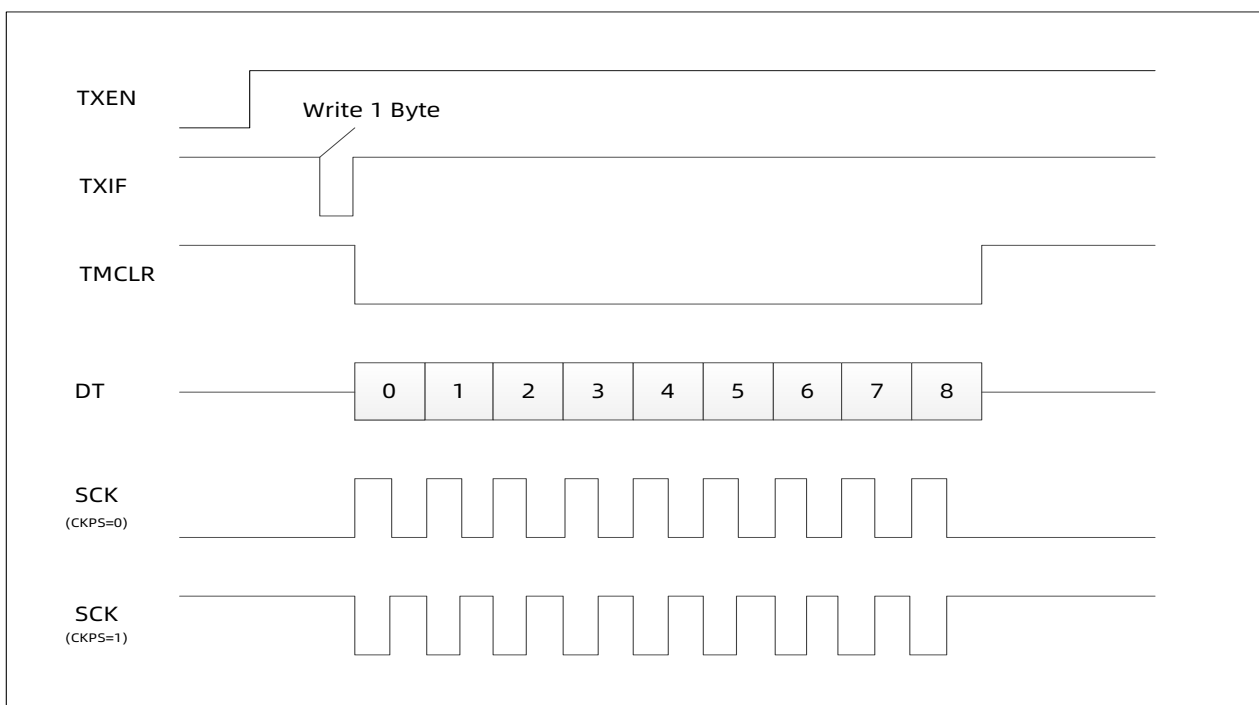 TXEN
Write 1 Byte
TXIF
TMCLR
DT
0 1 2 3 4 5 6 7 8
SCK
(CKPS=0)
SCK
(CKPS=1)